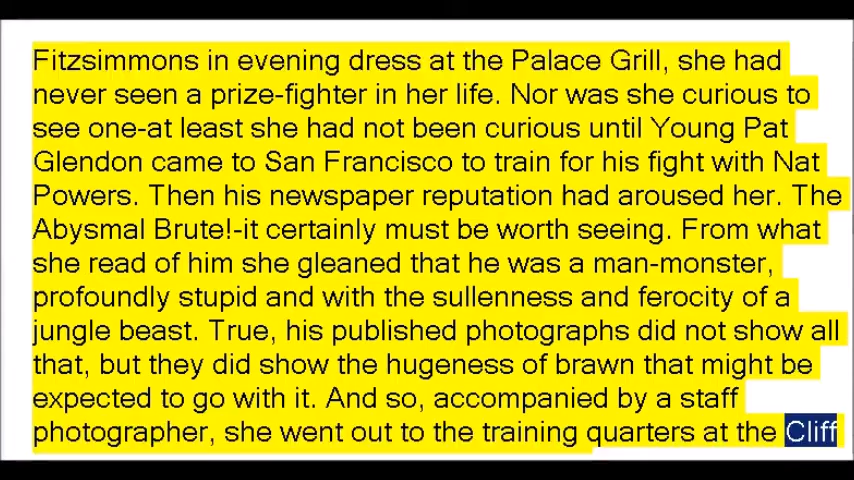 Fitzsimmons in evening dress at the Palace Grill, she had
never seen a prize-fighter in her life. Nor was she curious to
see one-at least she had not been curious until Young Pat
Glendon came to San Francisco to train for his fight with Nat
Powers. Then his newspaper reputation had aroused her. The
Abysmal Brute!-it certainly must be worth seeing. From what
she read of him she gleaned that he was a man-monster,
profoundly stupid and with the sullenness and ferocity of a
jungle beast. True, his published photographs did not show all
that, but they did show the hugeness of brawn that might be
expected to go with it. And so, accompanied by a staff
photographer, she went out to the training quarters at the Cliff